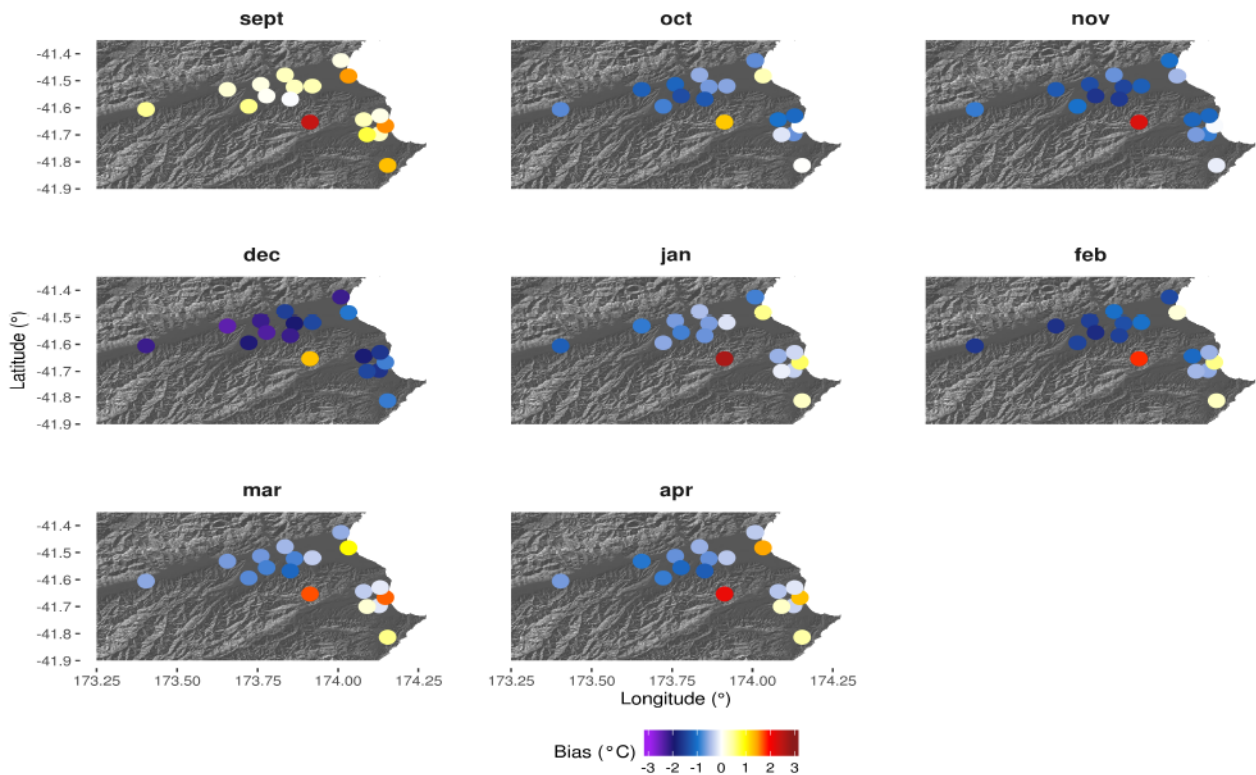 sept oct nov
-41.4
-41.5
-41.6
-41.7
-41.8
-41.9
dec jan feb
-41.4
-41.5
-41.6
-41.7
-41.8
-41.9
Latitude (°)
mar apr
-41.4
-41.5
-41.6
-41.7
-41.8
-41.9
173.25 173.50 173.75 174.00 174.25 173.25 173.50 173.75 174.00 174.25
Longitude (°)
Bias (°C)
-3 -2 -1 0 1 2 3